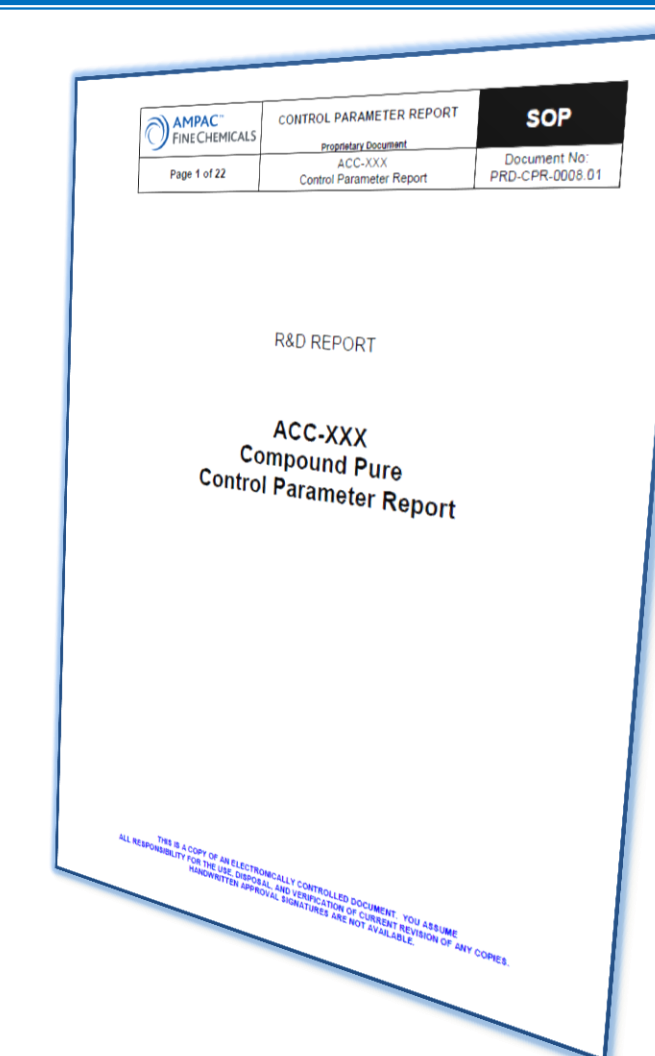 AMPAC™
FINE CHEMICALS
CONTROL PARAMETER REPORT
Proprietary Document
SOP
Page 1 of 22
ACC-XXX
Control Parameter Report
Document No:
PRD-CPR-0008.01
R&D REPORT
ACC-XXX
Compound Pure
Control Parameter Report
THIS IS A COPY OF AN ELECTRONICALLY CONTROLLED DOCUMENT. YOU ASSUME
ALL RESPONSIBILITY FOR THE USE, DISPOSAL, AND VERIFICATION OF CURRENT REVISION OF ANY COPIES.
HANDWRITTEN APPROVAL SIGNATURES ARE NOT AVAILABLE.